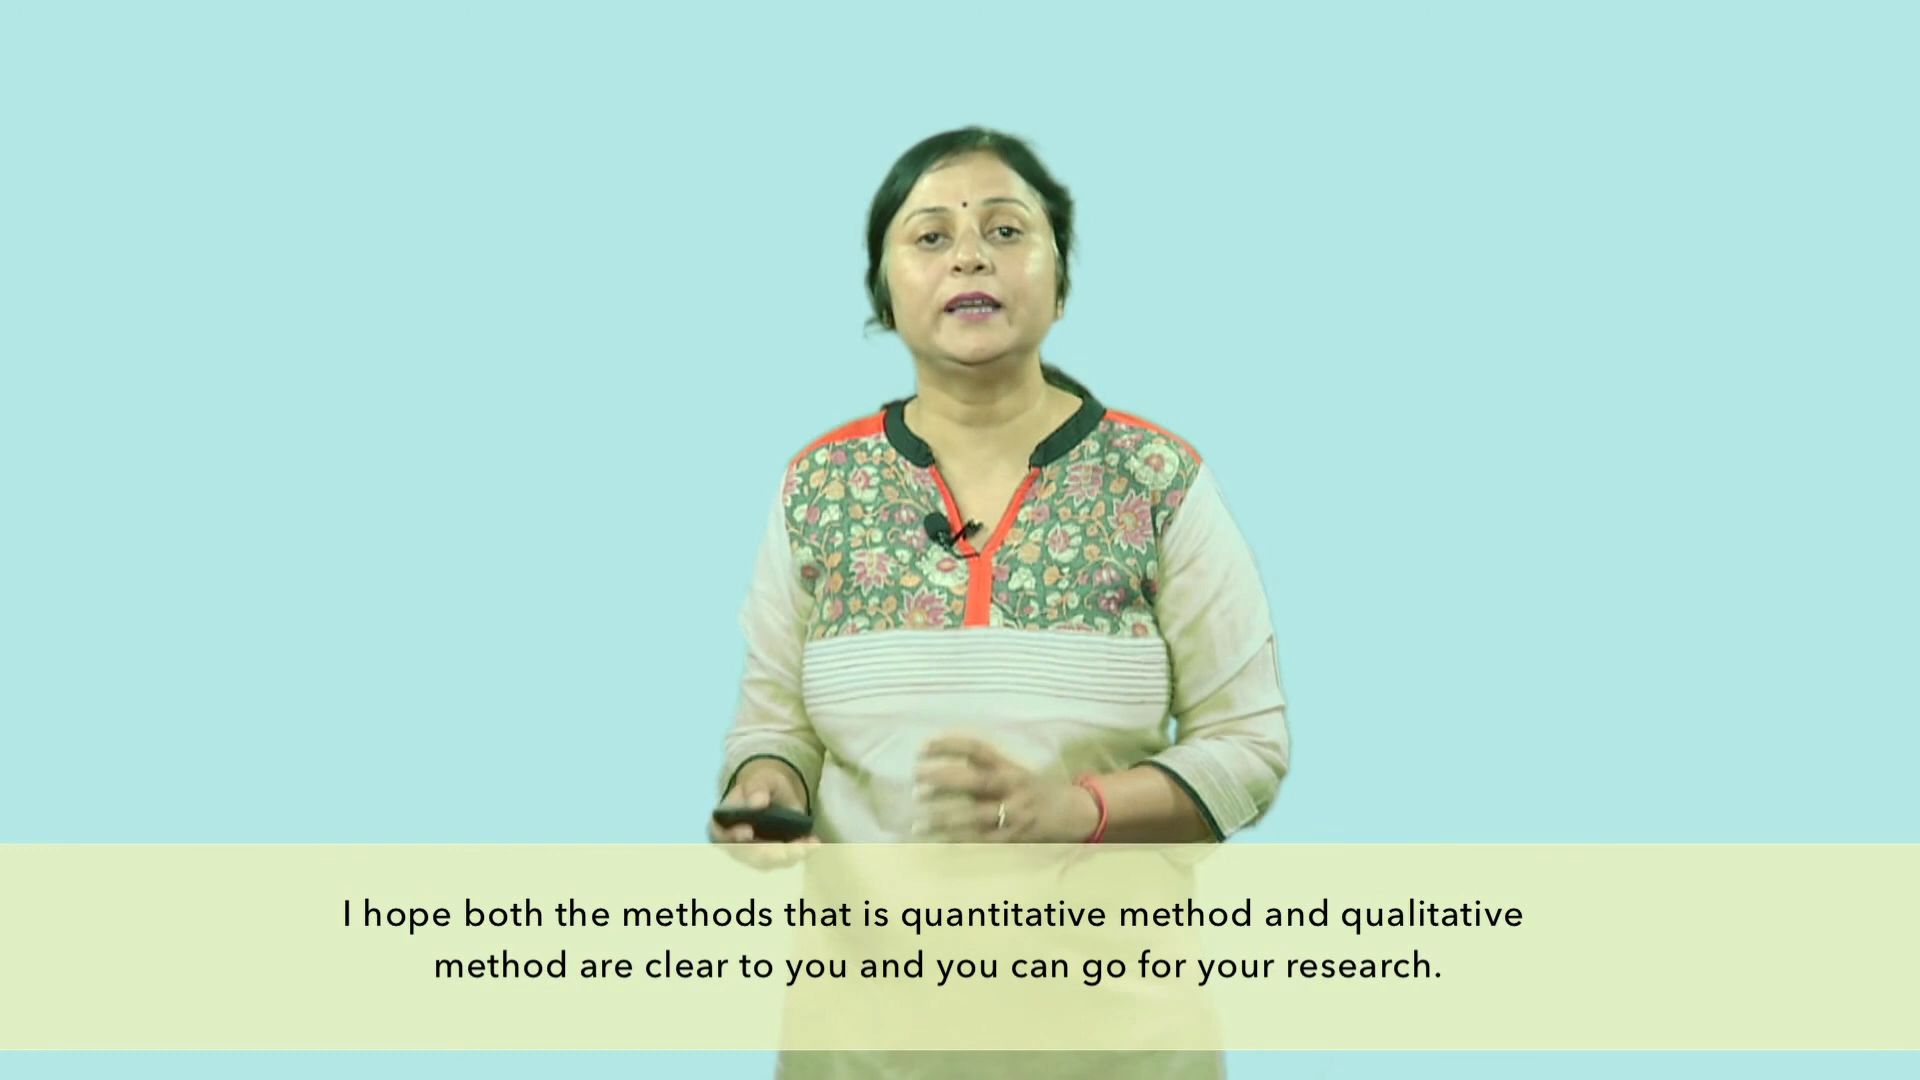 I hope both the methods that is quantitative method and qualitative
method are clear to you and you can go for your research.